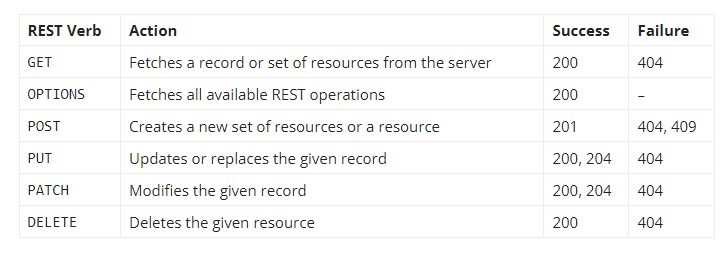 REST Verb Action Success Failure
GET Fetches a record or set of resources from the server 200 404
OPTIONS Fetches all available REST operations 200 –
POST Creates a new set of resources or a resource 201 404, 409
PUT Updates or replaces the given record 200, 204 404
PATCH Modifies the given record 200, 204 404
DELETE Deletes the given resource 200 404